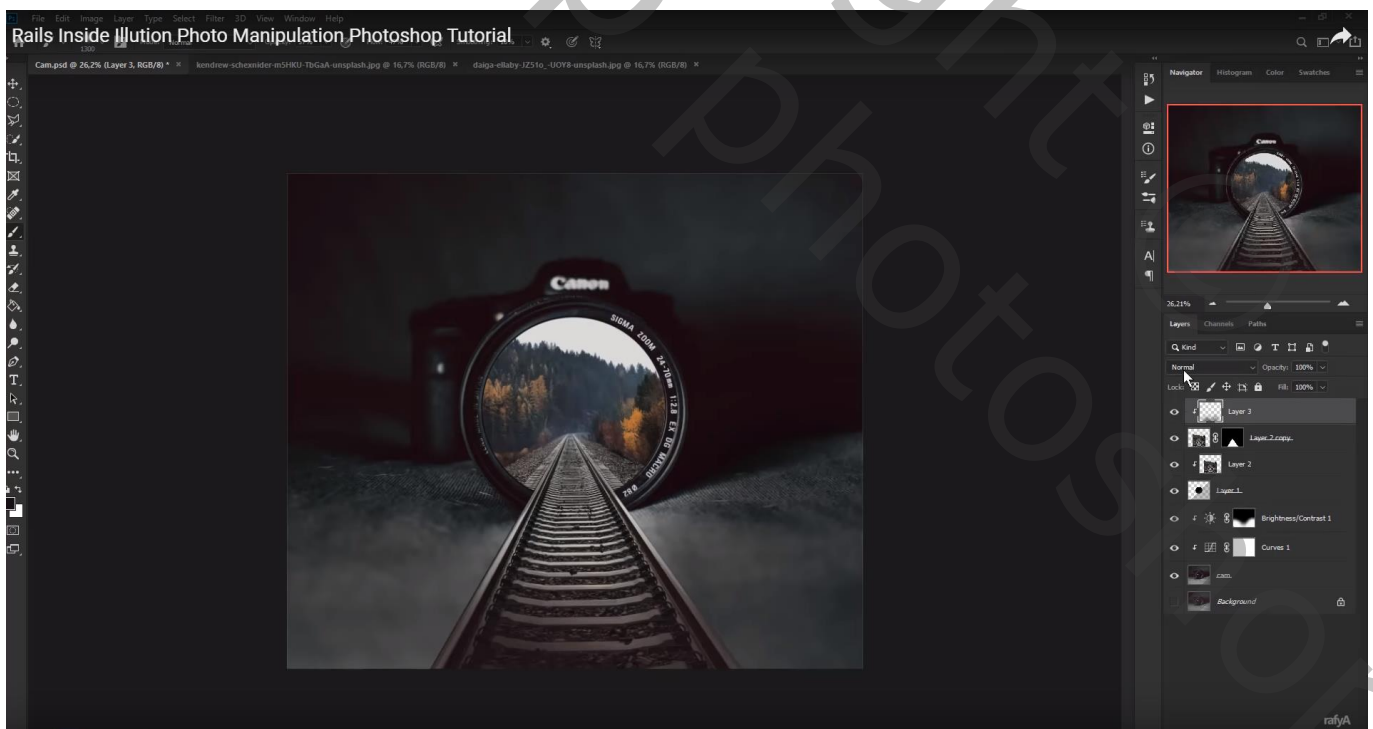 File Edit Image Layer Type Select Filter 3D View Window Help
Rails Inside Illution Photo Manipulation Photoshop Tutorial
1300
Cam.psd @ 26,2% (Layer 3, RGB/8) * ×
kendrew-schexnider-m5HKU-TbGaA-unsplash.jpg @ 16,7% (RGB/8) ×
daiga-ellaby-JZ51o_-UOY8-unsplash.jpg @ 16,7% (RGB/8) ×
Navigator Histogram Color Swatches
Canon
SIGMA ZOOM 24-70mm 1:2.8 EX DG MACRO
Ø82
Canon
26,21%
Layers Channels Paths
Kind
Normal Opacity: 100%
Lock: Fill: 100%
Layer 3
Layer 2 copy
Layer 2
Layer 1
Brightness/Contrast 1
Curves 1
cam
Background
rafyA
photoshop